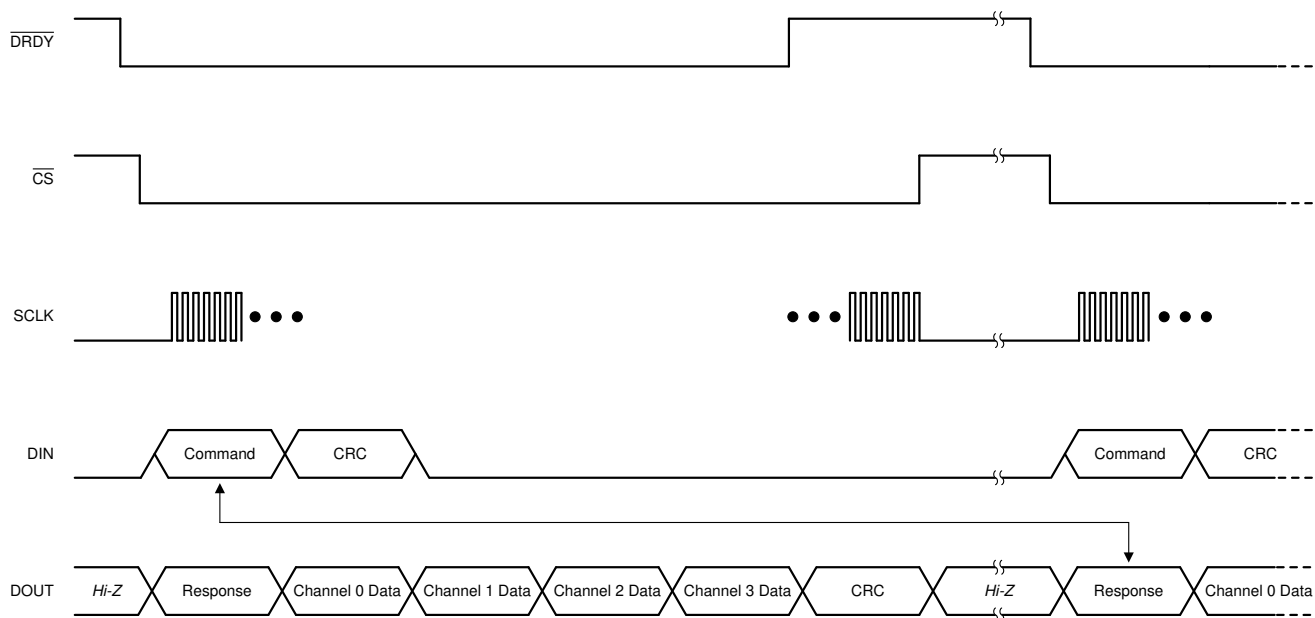 DRDY
CS
SCLK
DIN
Command
CRC
Command
CRC
DOUT
Hi-Z
Response
Channel 0 Data
Channel 1 Data
Channel 2 Data
Channel 3 Data
CRC
Hi-Z
Response
Channel 0 Data